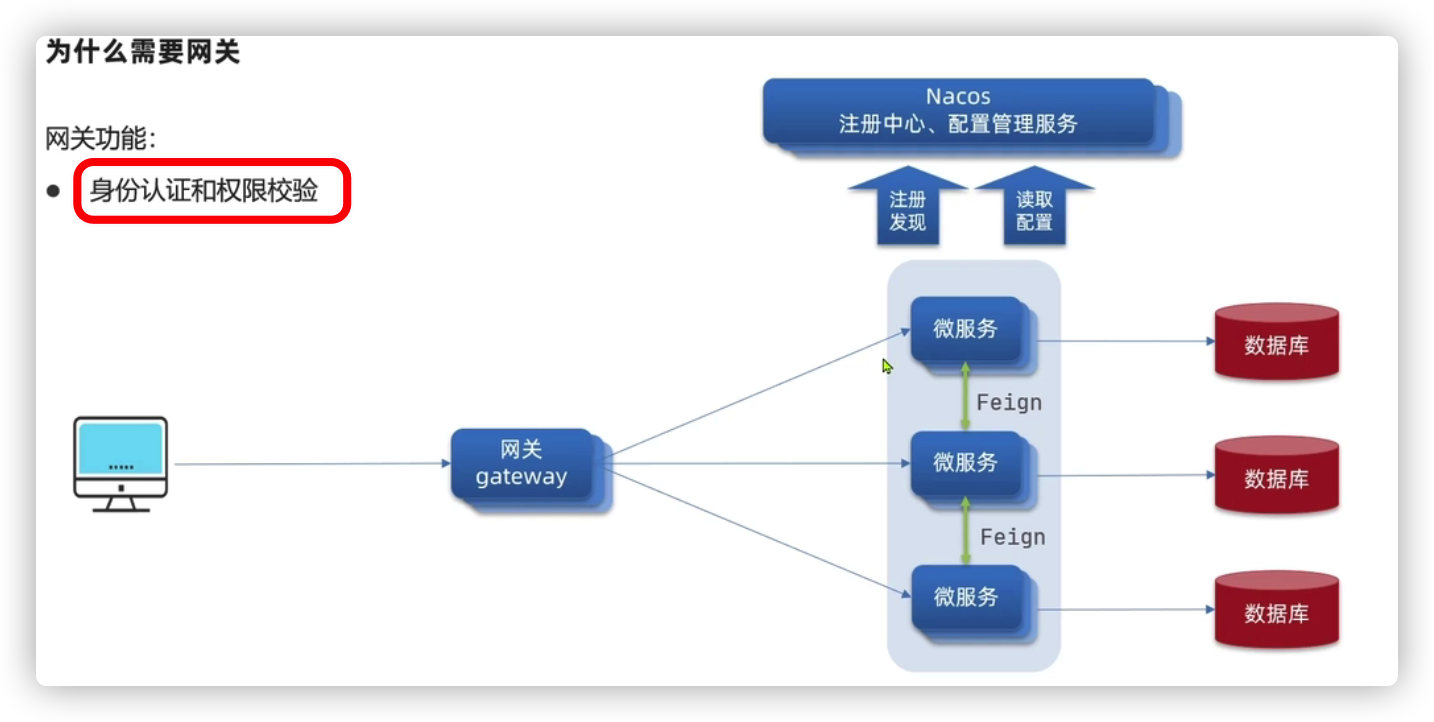 为什么需要网关
网关功能：
● 身份认证和权限校验
Nacos
注册中心、配置管理服务
注册
发现
读取
配置
微服务
数据库
Feign
网关
gateway
微服务
数据库
Feign
微服务
数据库